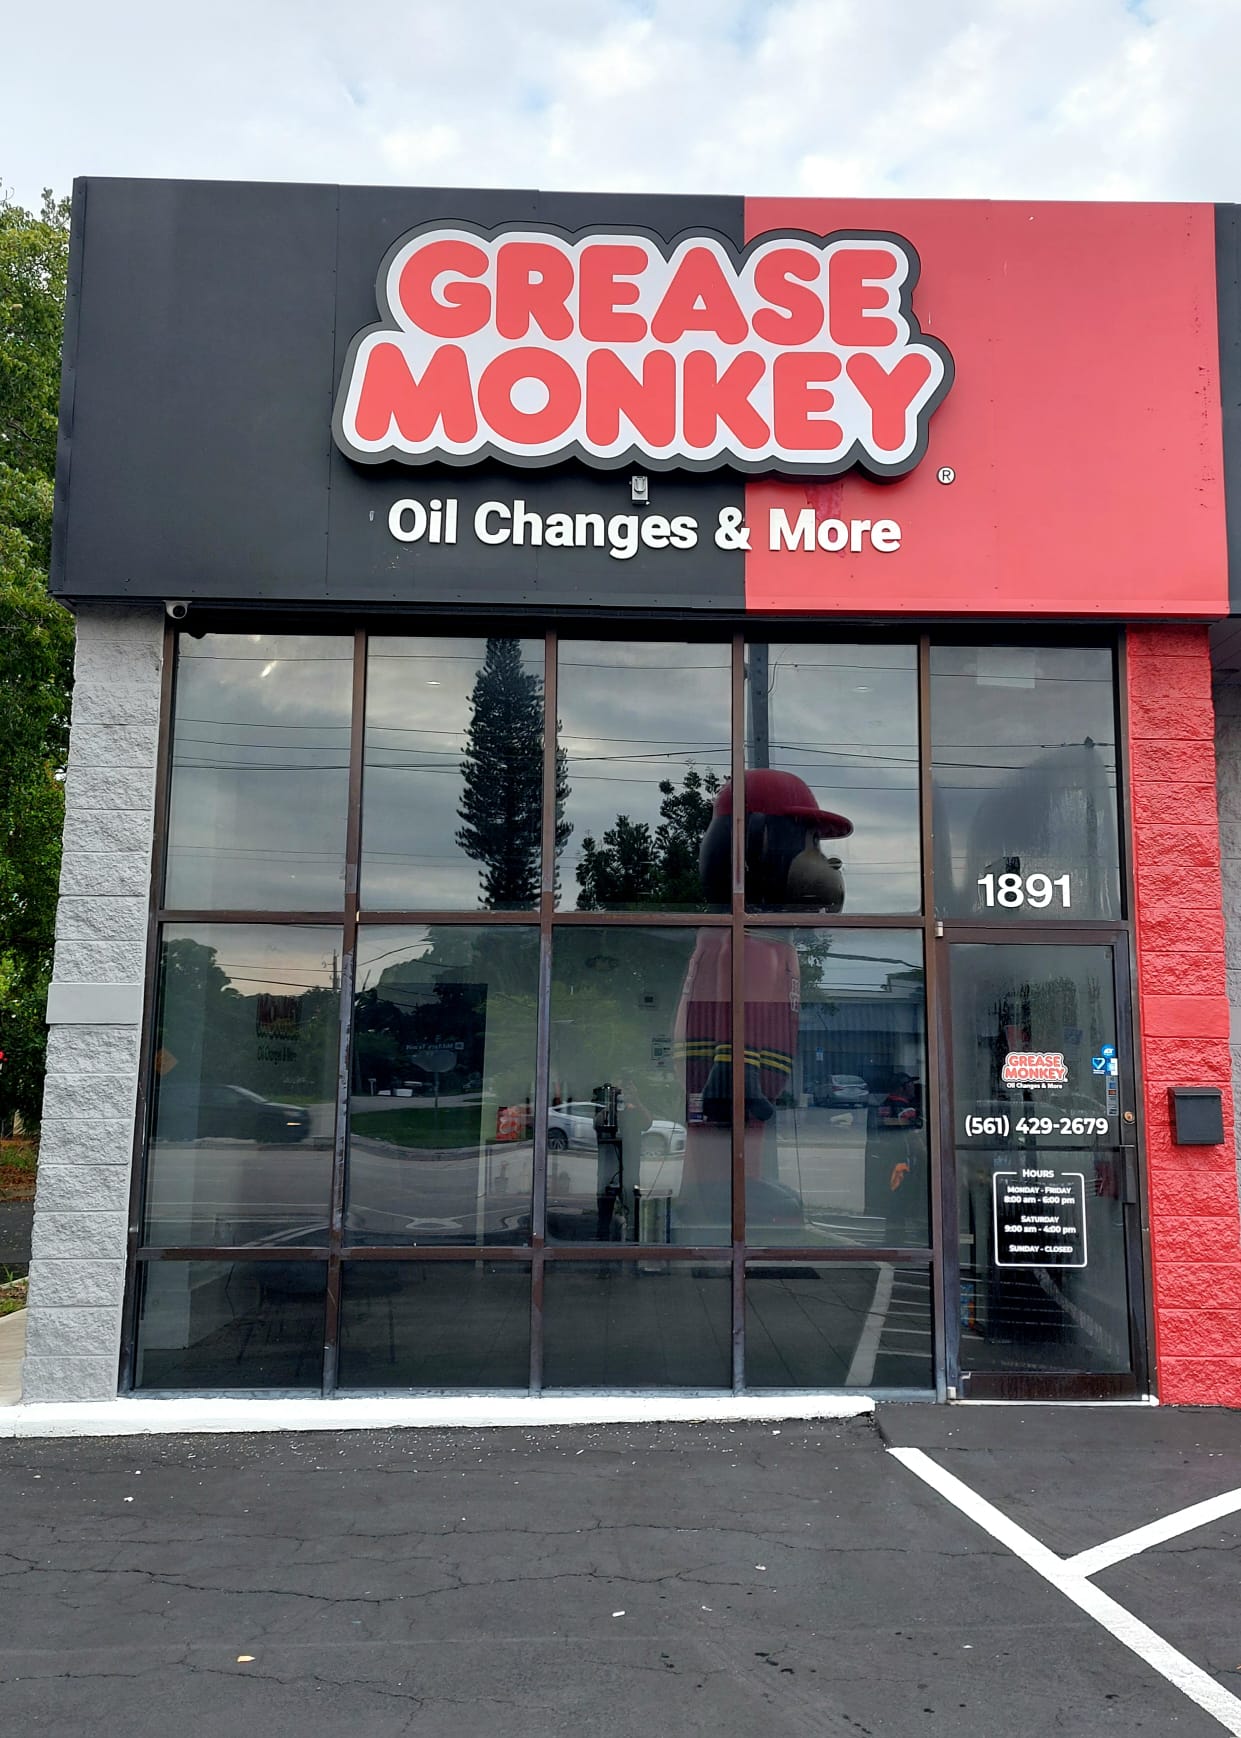 GREASE
MONKEY
®
Oil Changes & More
1891
GREASE
MONKEY
Oil Changes & More
(561) 429-2679
HOURS
MONDAY - FRIDAY
8:00 am - 6:00 pm
SATURDAY
9:00 am - 4:00 pm
SUNDAY - CLOSED